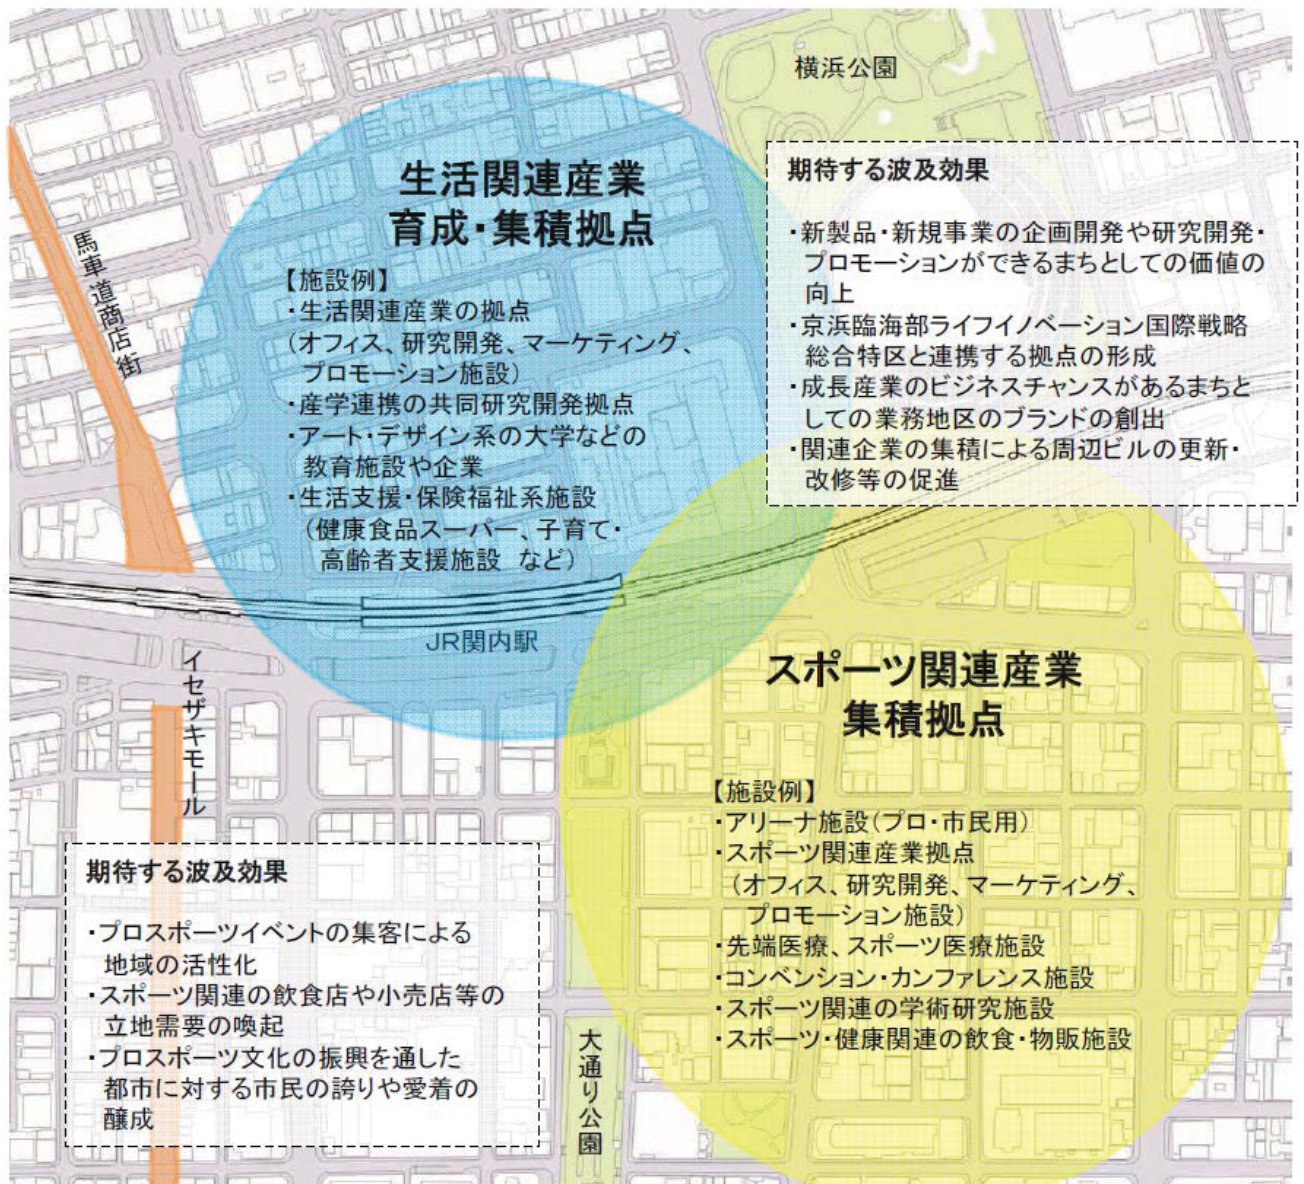 横浜公園
生活関連産業
育成・集積拠点
【施設例】
・生活関連産業の拠点
（オフィス、研究開発、マーケティング、
プロモーション施設）
・産学連携の共同研究開発拠点
・アート・デザイン系の大学などの
教育施設や企業
・生活支援・保険福祉系施設
（健康食品スーパー、子育て・
高齢者支援施設 など）
期待する波及効果
・新製品・新規事業の企画開発や研究開発・
プロモーションができるまちとしての価値の
向上
・京浜臨海部ライフイノベーション国際戦略
総合特区と連携する拠点の形成
・成長産業のビジネスチャンスがあるまちと
しての業務地区のブランドの創出
・関連企業の集積による周辺ビルの更新・
改修等の促進
馬車道商店街
JR関内駅
イセザキモール
スポーツ関連産業
集積拠点
【施設例】
・アリーナ施設（プロ・市民用）
・スポーツ関連産業拠点
（オフィス、研究開発、マーケティング、
プロモーション施設）
・先端医療、スポーツ医療施設
・コンベンション・カンファレンス施設
・スポーツ関連の学術研究施設
・スポーツ・健康関連の飲食・物販施設
期待する波及効果
・プロスポーツイベントの集客による
地域の活性化
・スポーツ関連の飲食店や小売店等の
立地需要の喚起
・プロスポーツ文化の振興を通した
都市に対する市民の誇りや愛着の
醸成
大通り公園